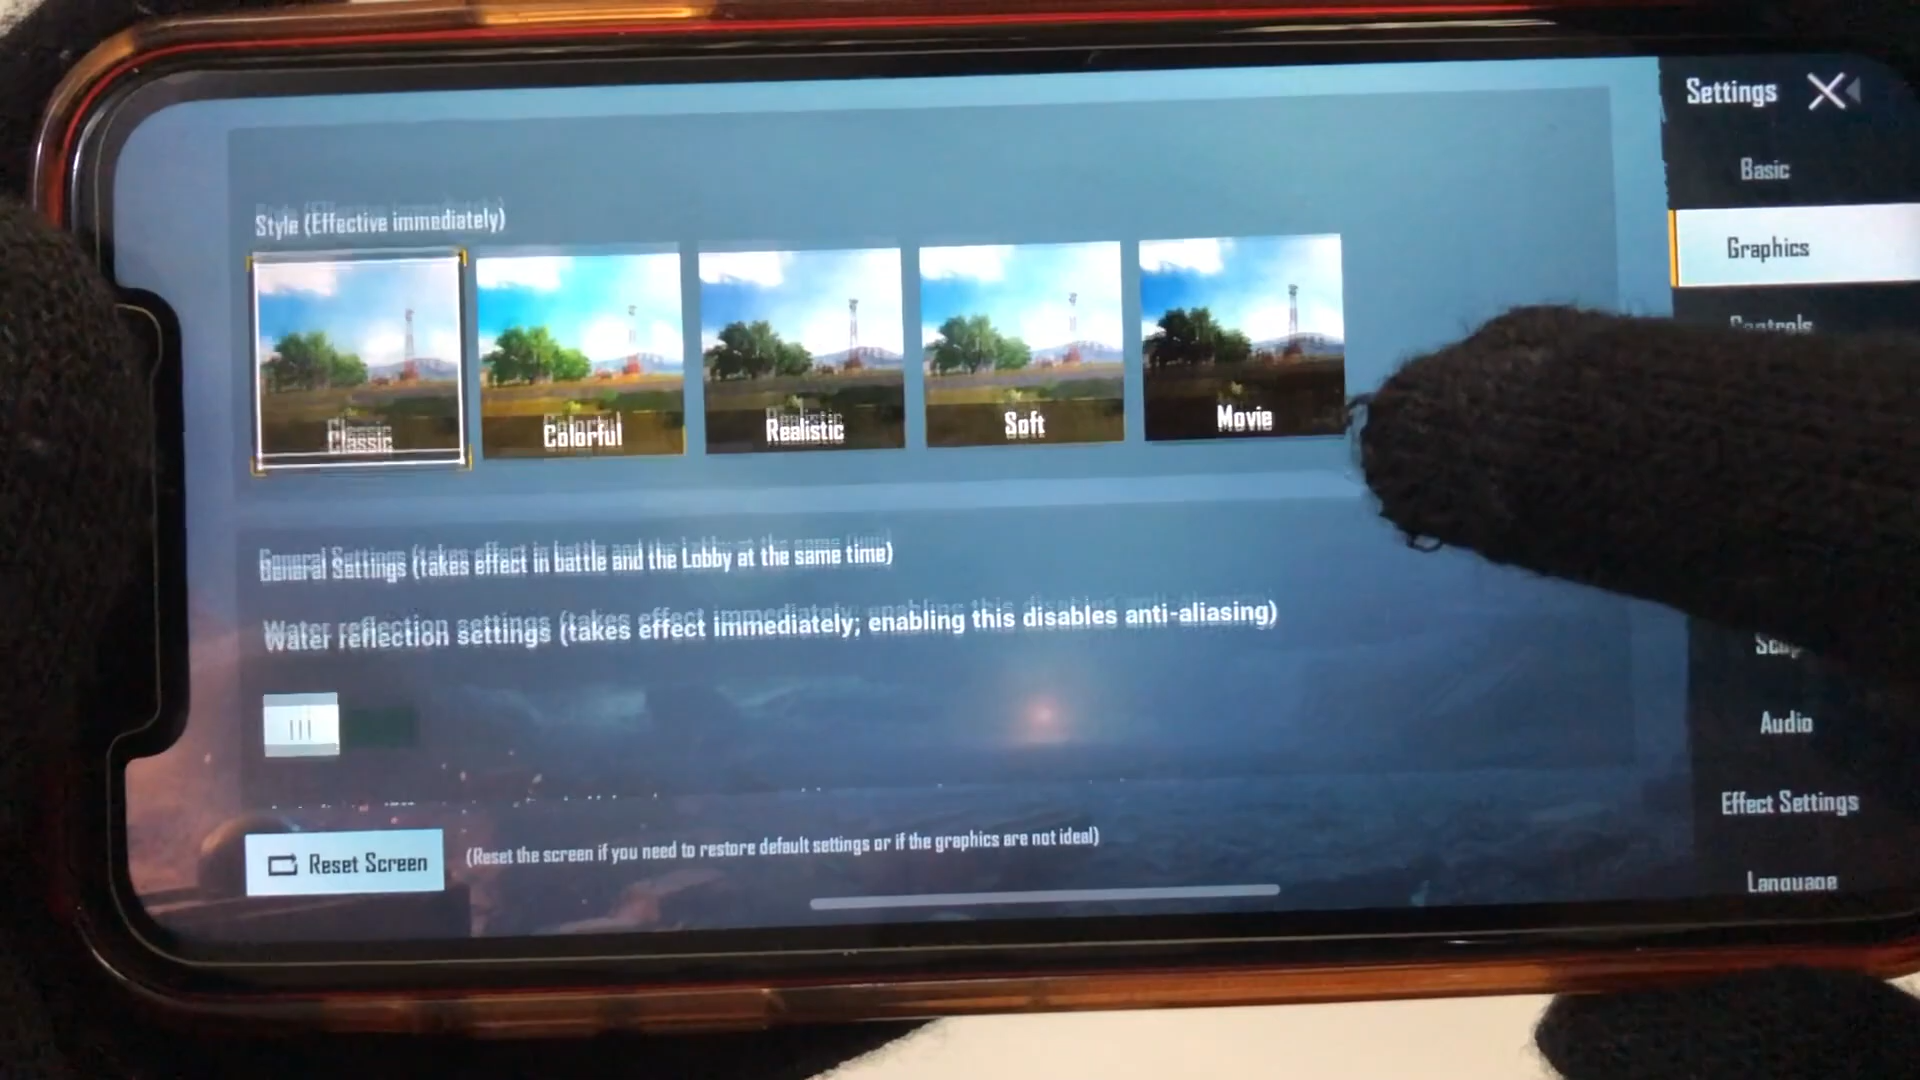 Settings
Basic
Style (Effective immediately)
Graphics
Controls
Classic
Colorful
Realistic
Soft
Movie
General Settings (takes effect in battle and the Lobby at the same time)
Water reflection settings (takes effect immediately; enabling this disables anti-aliasing)
Audio
Effect Settings
Reset Screen
(Reset the screen if you need to restore default settings or if the graphics are not ideal)
Language